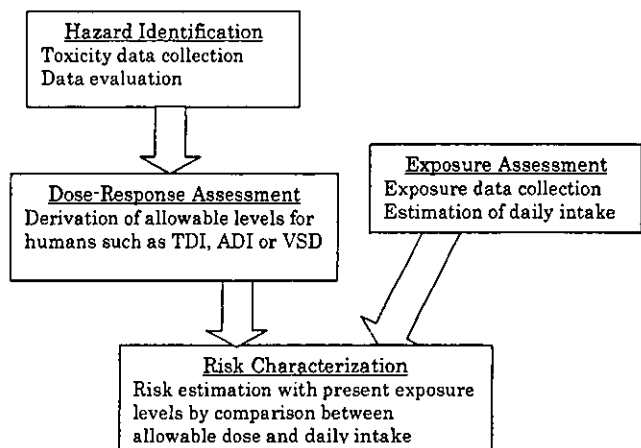 Hazard Identification
Toxicity data collection
Data evaluation
Dose-Response Assessment
Derivation of allowable levels for
humans such as TDI, ADI or VSD
Exposure Assessment
Exposure data collection
Estimation of daily intake
Risk Characterization
Risk estimation with present exposure
levels by comparison between
allowable dose and daily intake